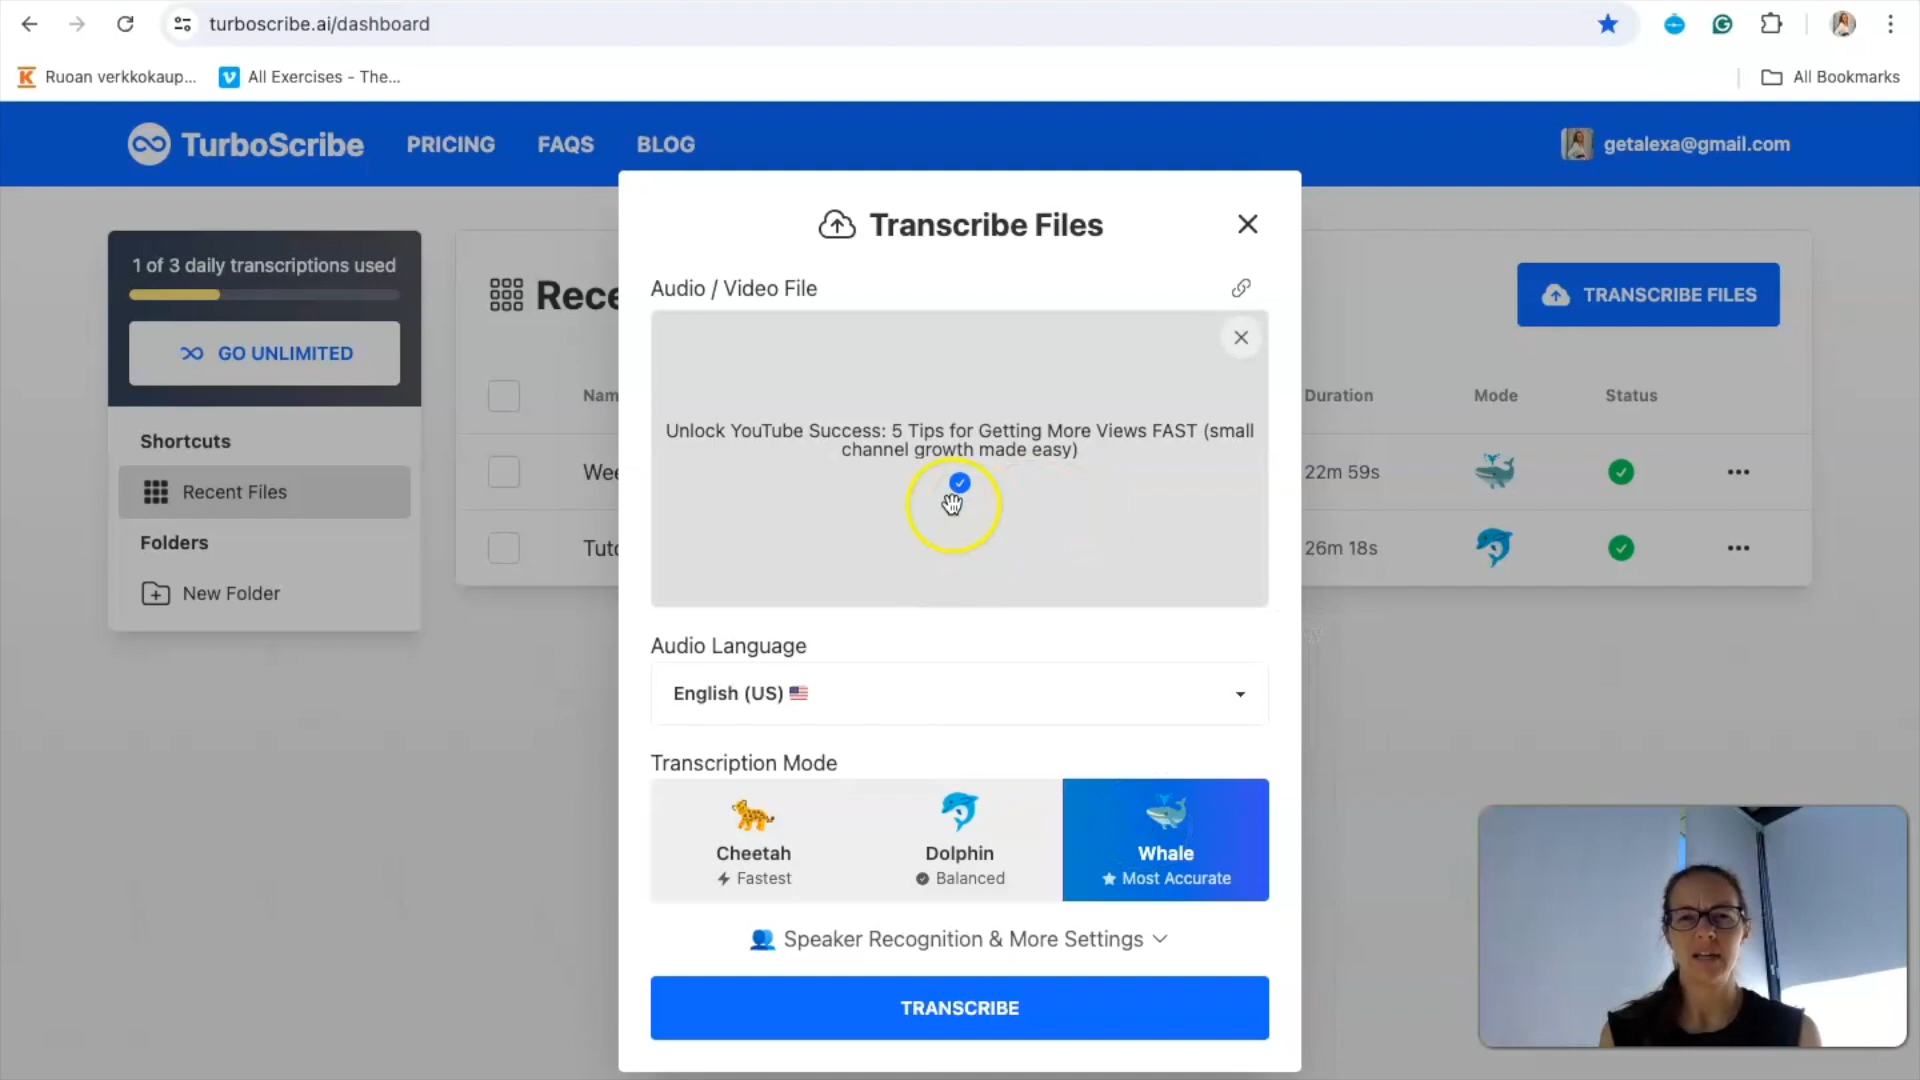 turboscribe.ai/dashboard
Ruoan verkkokaup... All Exercises - The... All Bookmarks
TurboScribe PRICING FAQS BLOG getalexa@gmail.com
1 of 3 daily transcriptions used
GO UNLIMITED
Shortcuts
Recent Files
Folders
New Folder
Rece
TRANSCRIBE FILES
Nam Duration Mode Status
Wee 22m 59s
Tuto 26m 18s
Transcribe Files
Audio / Video File
Unlock YouTube Success: 5 Tips for Getting More Views FAST (small
channel growth made easy)
Audio Language
English (US)
Transcription Mode
Cheetah Dolphin Whale
Fastest Balanced Most Accurate
Speaker Recognition & More Settings
TRANSCRIBE